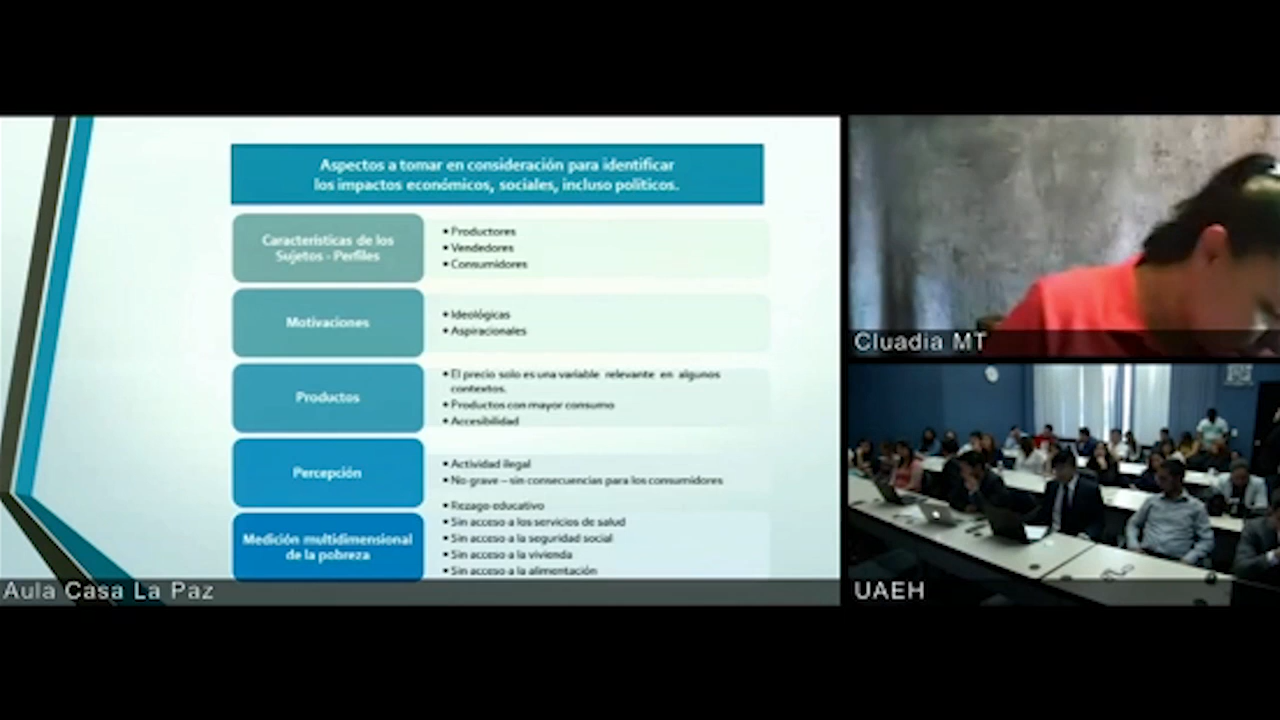 Aspectos a tomar en consideración para identificar
los impactos económicos, sociales, incluso políticos.
Características de los
Sujetos - Perfiles
• Productores
• Vendedores
• Consumidores
Motivaciones
• Ideológicas
• Aspiracionales
Productos
• El precio solo es una variable relevante en algunos
contextos.
• Productos con mayor consumo
• Accesibilidad
Percepción
• Actividad ilegal
• No grave – sin consecuencias para los consumidores
Medición multidimensional
de la pobreza
• Rezago educativo
• Sin acceso a los servicios de salud
• Sin acceso a la seguridad social
• Sin acceso a la vivienda
• Sin acceso a la alimentación
Aula Casa La Paz
Cluadia MT
UAEH